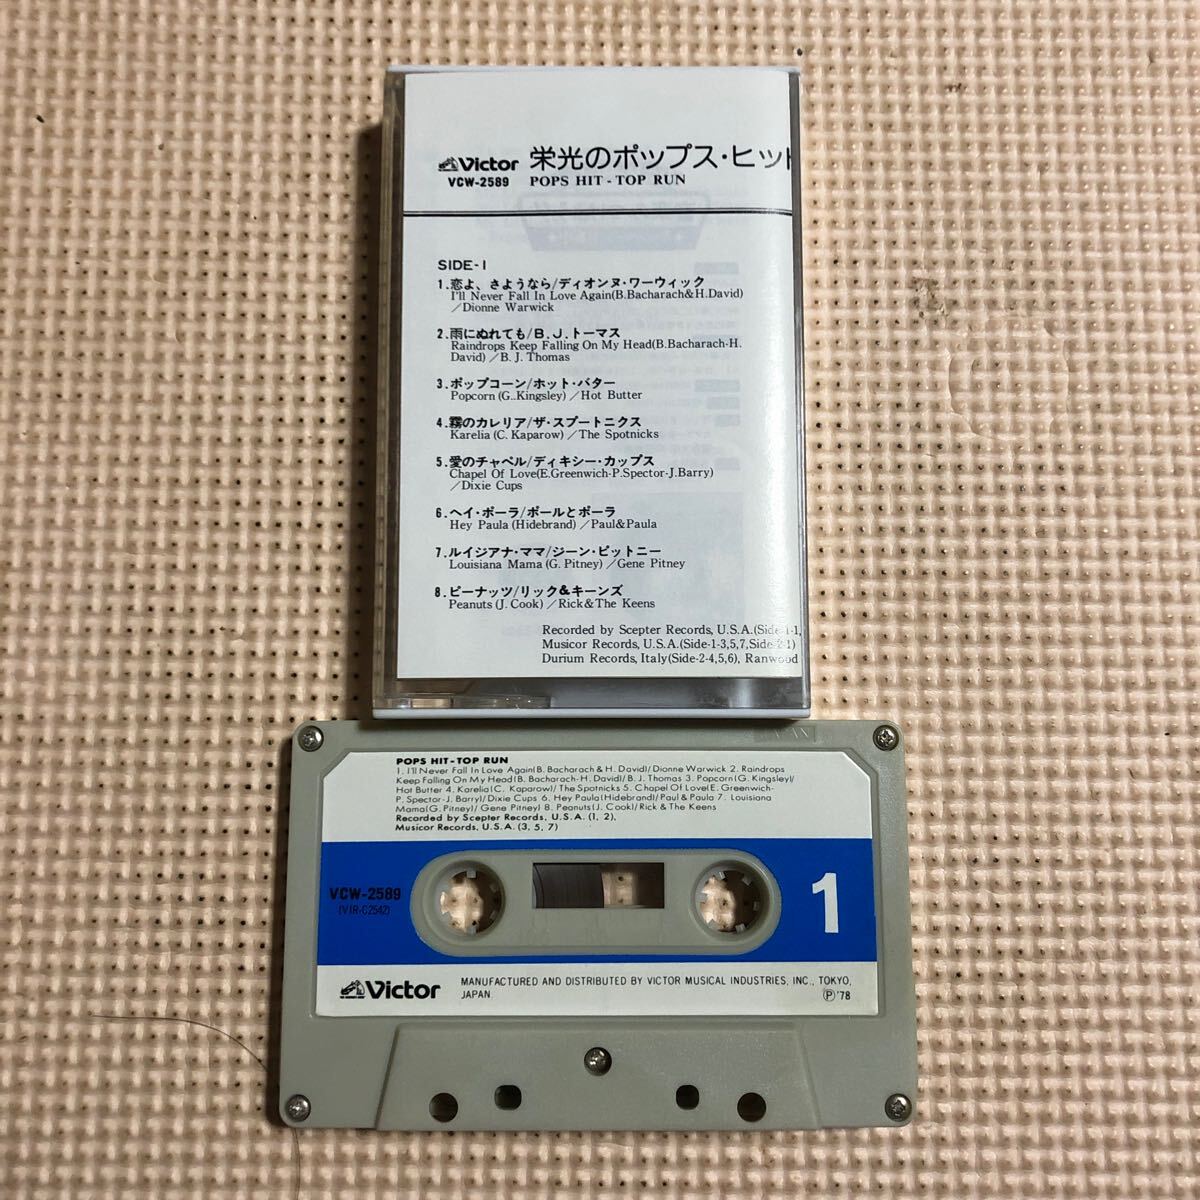 Victor 栄光のポップス・ヒット
VCW-2589 POPS HIT - TOP RUN
SIDE-1
1.恋よ、さようなら/ディオンヌ・ワーウィック
I'll Never Fall In Love Again(B.Bacharach&H.David)
/Dionne Warwick
2.雨にぬれても/B.J.トーマス
Raindrops Keep Falling On My Head(B.Bacharach-H.
David)/B. J. Thomas
3.ポップコーン/ホット・バター
Popcorn (G..Kingsley)/Hot Butter
4.霧のカレリア/ザ・スプートニクス
Karelia (C. Kaparow)/The Spotnicks
5.愛のチャペル/ディキシー・カップス
Chapel Of Love(E.Greenwich-P.Spector-J.Barry)
/Dixie Cups
6.ヘイ・ポーラ/ポールとポーラ
Hey Paula (Hidebrand)/Paul&Paula
7.ルイジアナ・ママ/ジーン・ピットニー
Louisiana Mama (G. Pitney)/Gene Pitney
8.ピーナッツ/リック&キーンズ
Peanuts (J. Cook)/Rick&The Keens
Recorded by Scepter Records, U.S.A.(Side-1-1,
Musicor Records, U.S.A.(Side-1-3,5,7,Side-2-1)
Durium Records, Italy(Side-2-4,5,6), Ranwood
POPS HIT-TOP RUN
1. I'll Never Fall In Love Again(B. Bacharach & H. David)/Dionne Warwick 2. Raindrops
Keep Falling On My Head(B. Bacharach-H. David)/B. J. Thomas 3. Popcorn(G. Kingsley)/
Hot Butter 4. Karelia(C. Kaparow)/The Spotnicks 5. Chapel Of Love(E. Greenwich-
P. Spector-J. Barry)/Dixie Cups 6. Hey Paula(Hidebrand)/Paul & Paula 7. Louisiana
Mama(G. Pitney)/Gene Pitney 8. Peanuts(J. Cook)/Rick & The Keens
Recorded by Scepter Records, U.S.A. (1, 2),
Musicor Records, U.S.A. (3, 5, 7)
VCW-2589
(VIR-C2542)
1
Victor MANUFACTURED AND DISTRIBUTED BY VICTOR MUSICAL INDUSTRIES, INC., TOKYO,
JAPAN. Ⓟ'78